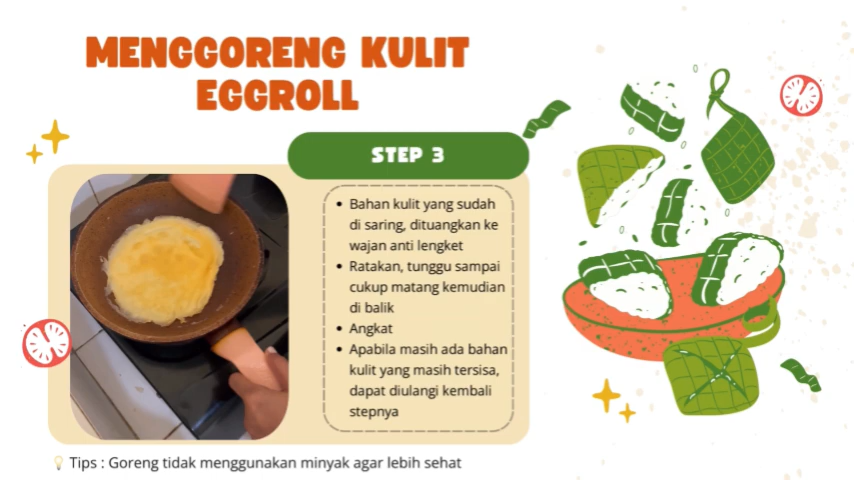 MENGGORENG KULIT
EGGROLL
STEP 3
• Bahan kulit yang sudah
di saring, dituangkan ke
wajan anti lengket
• Ratakan, tunggu sampai
cukup matang kemudian
di balik
• Angkat
• Apabila masih ada bahan
kulit yang masih tersisa,
dapat diulangi kembali
stepnya
Tips : Goreng tidak menggunakan minyak agar lebih sehat